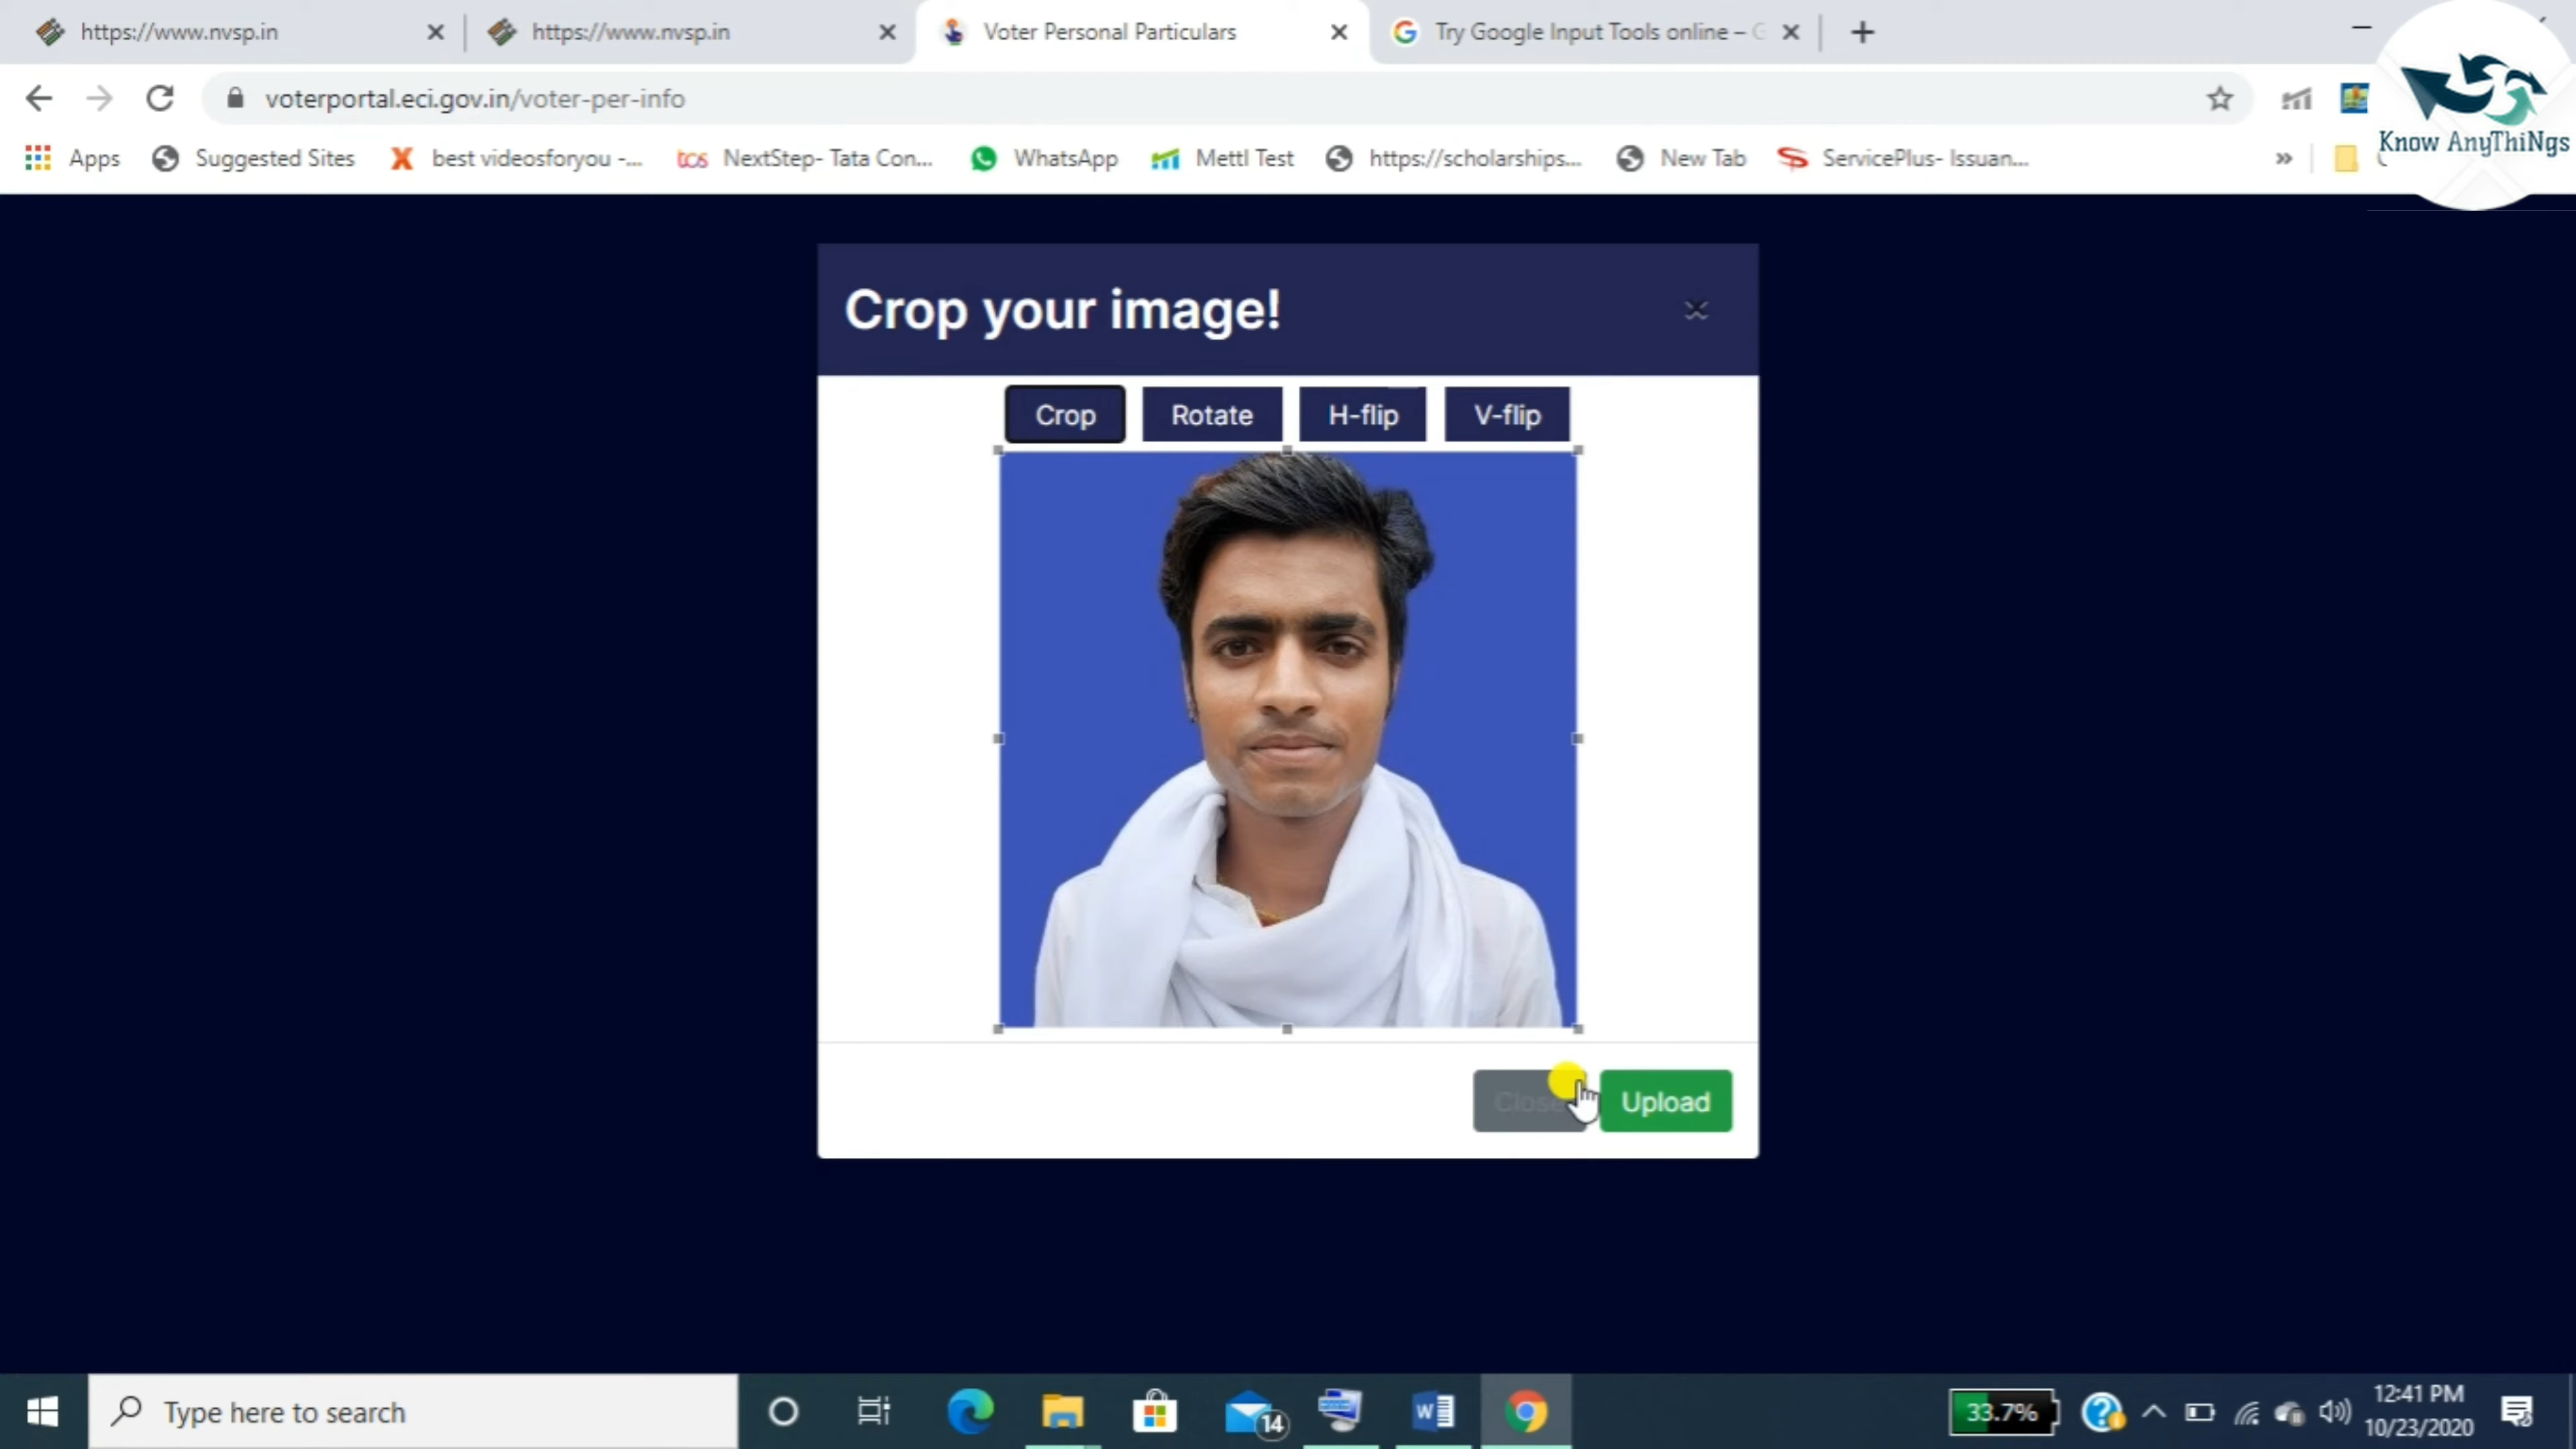 https://www.nvsp.in
https://www.nvsp.in
Voter Personal Particulars
Try Google Input Tools online –
voterportal.eci.gov.in/voter-per-info
Know AnyThiNgs
Apps
Suggested Sites
best videosforyou -...
tcs
NextStep- Tata Con...
WhatsApp
Mettl Test
https://scholarships...
New Tab
ServicePlus- Issuan...
Crop your image!
Crop
Rotate
H-flip
V-flip
Close
Upload
Type here to search
14
33.7%
12:41 PM
10/23/2020